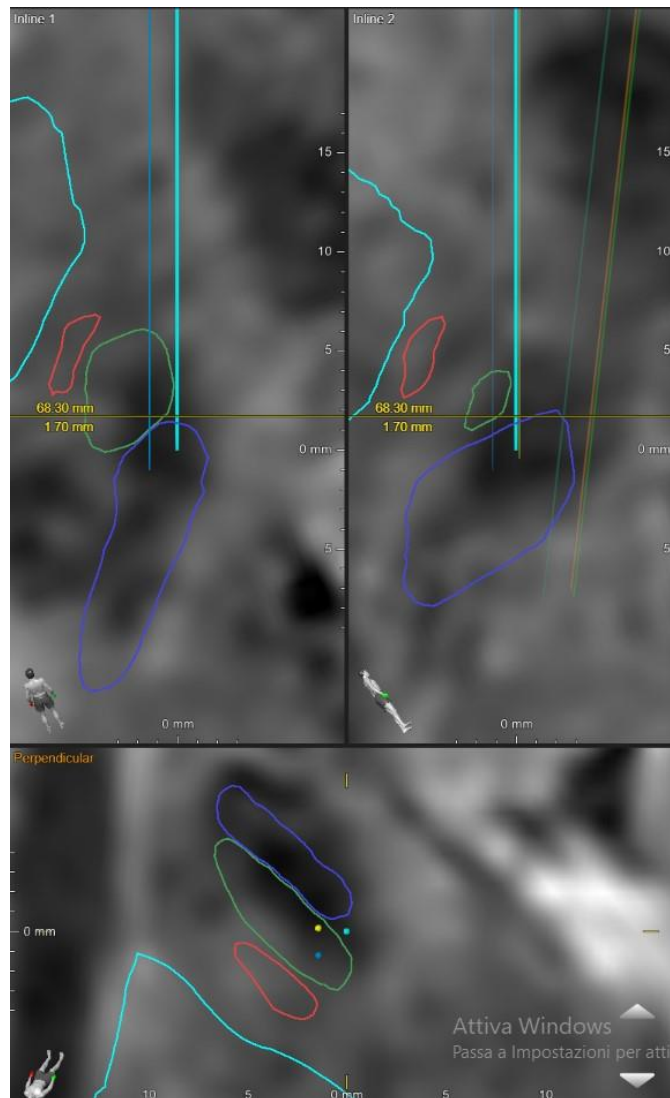 Inline 1
Inline 2
15
15
10
10
5
5
68.30 mm
1.70 mm
68.30 mm
1.70 mm
0 mm
0 mm
5
5
0 mm
0 mm
Perpendicular
0 mm
Attiva Windows
Passa a Impostazioni per atti
10
5
0 mm
5
10